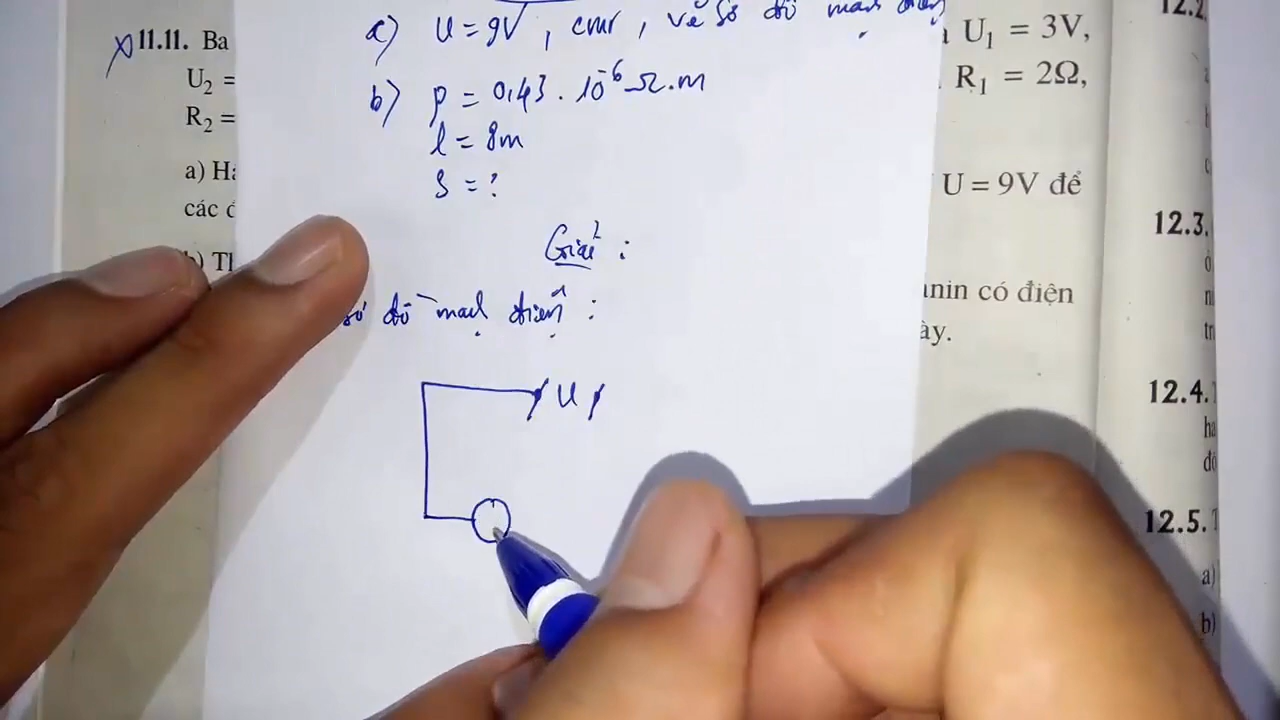 11.11. Ba
U₂ =
R₂ =
a) Hã
các đ
b) Th
a) U = 9V, cmr, vẽ sơ đồ mạch điện
b) ρ = 0,43 . 10⁻⁶ Ω.m
l = 8m
S = ?
Giải :
sơ đồ mạch điện :
U
U₁ = 3V,
R₁ = 2Ω,
U = 9V để
anin có điện
ày.
12.2
12.3.
12.4.
12.5.
a)
b)